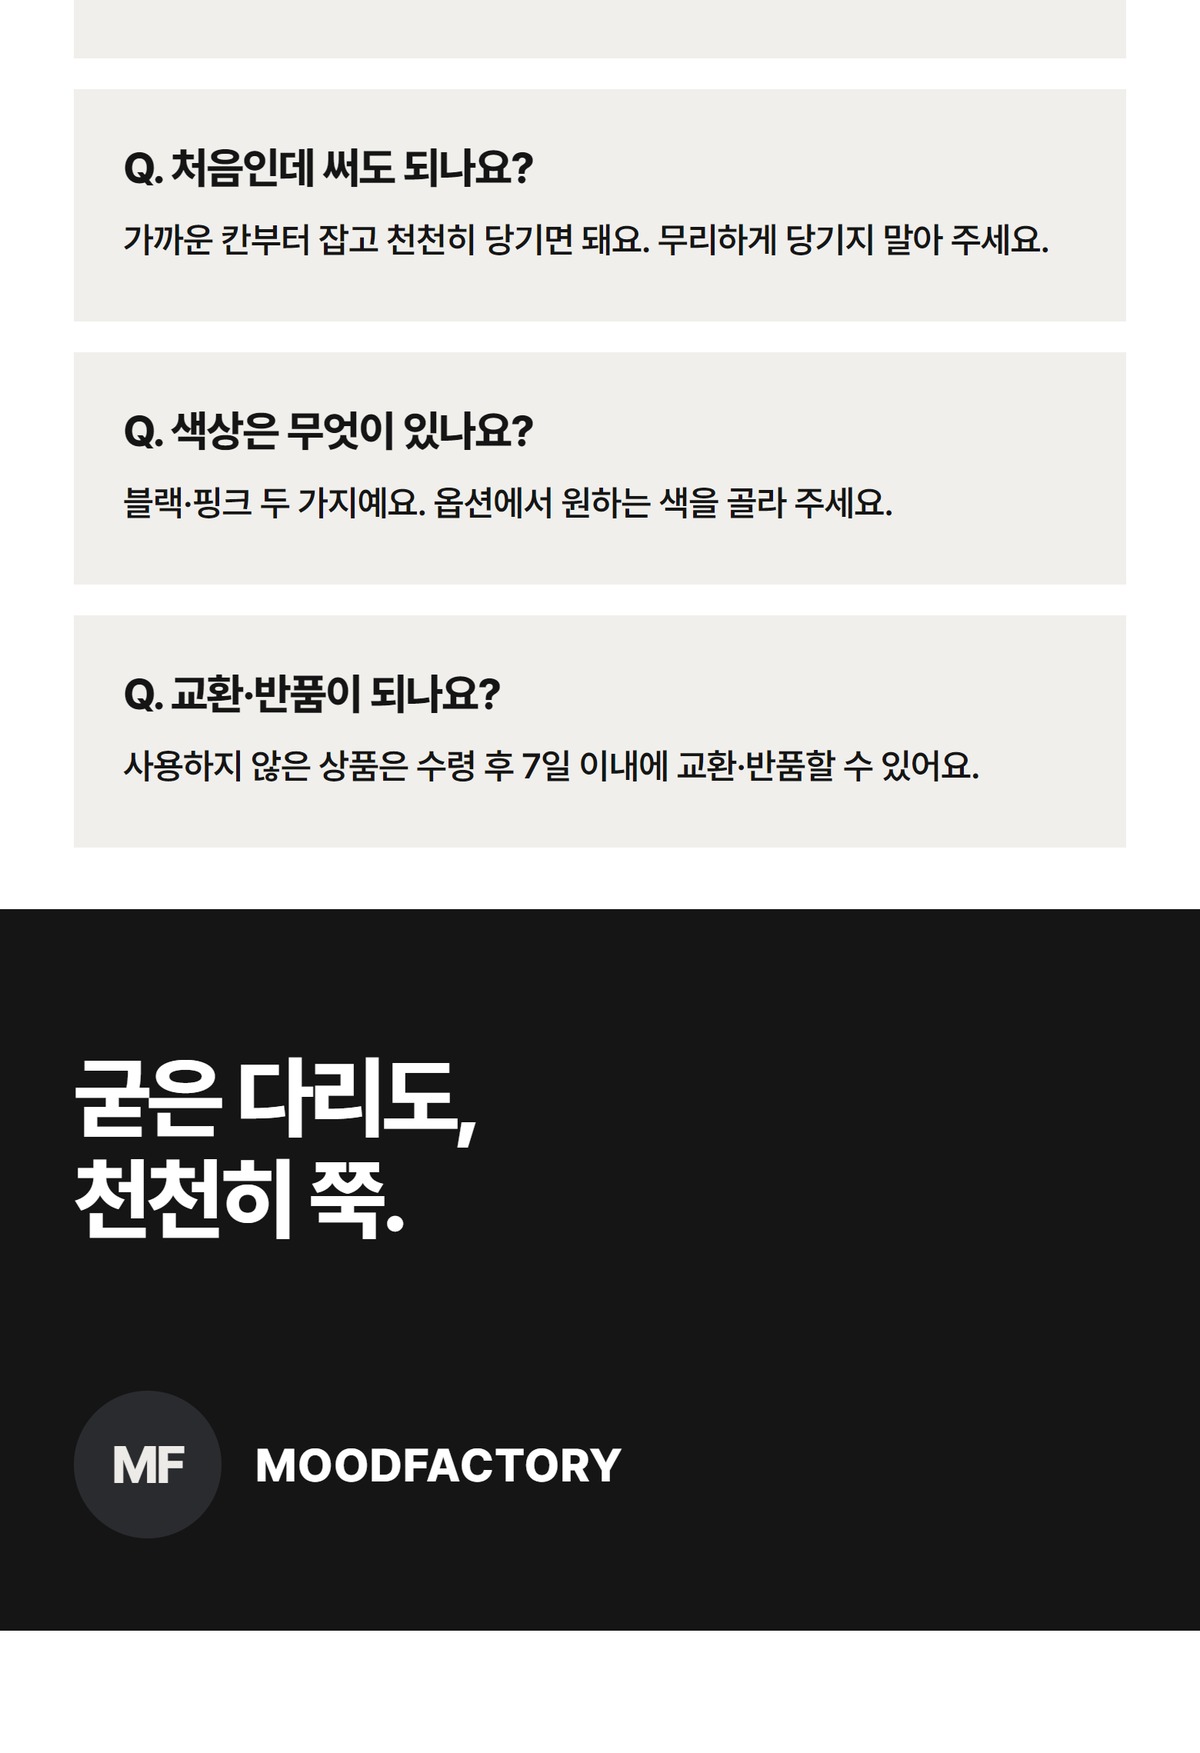 Q. 처음인데 써도 되나요?
가까운 칸부터 잡고 천천히 당기면 돼요. 무리하게 당기지 말아 주세요.
Q. 색상은 무엇이 있나요?
블랙·핑크 두 가지예요. 옵션에서 원하는 색을 골라 주세요.
Q. 교환·반품이 되나요?
사용하지 않은 상품은 수령 후 7일 이내에 교환·반품할 수 있어요.
굳은 다리도,
천천히 쭉.
MF MOODFACTORY